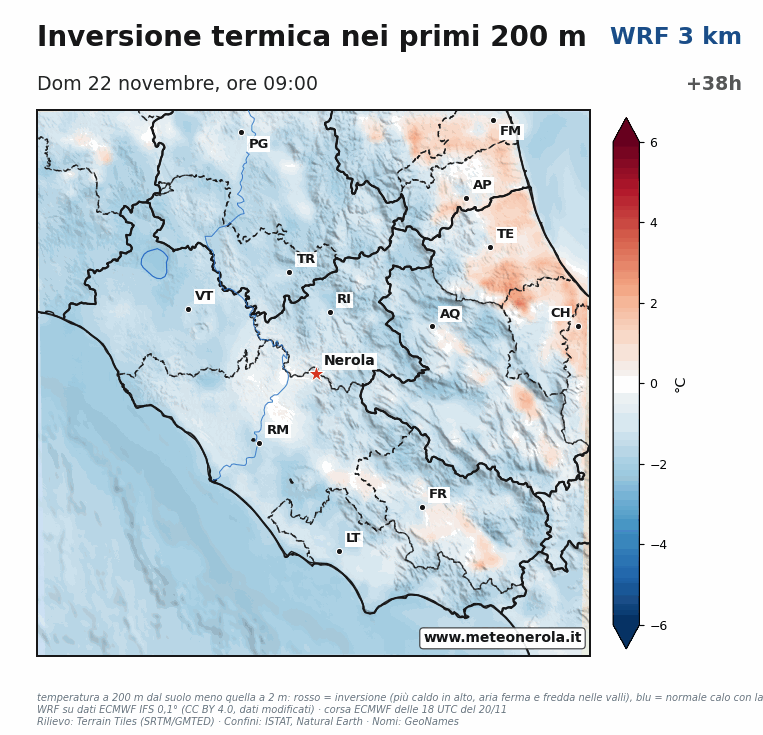 Inversione termica nei primi 200 m WRF 3 km
Dom 22 novembre, ore 09:00 +38h
FM
PG
AP
TE
TR
VT
RI
AQ
CH
Nerola
RM
FR
LT
www.meteonerola.it
6
4
2
0
−2
−4
−6
°C
temperatura a 200 m dal suolo meno quella a 2 m: rosso = inversione (più caldo in alto, aria ferma e fredda nelle valli), blu = normale calo con la
WRF su dati ECMWF IFS 0,1° (CC BY 4.0, dati modificati) · corsa ECMWF delle 18 UTC del 20/11
Rilievo: Terrain Tiles (SRTM/GMTED) · Confini: ISTAT, Natural Earth · Nomi: GeoNames